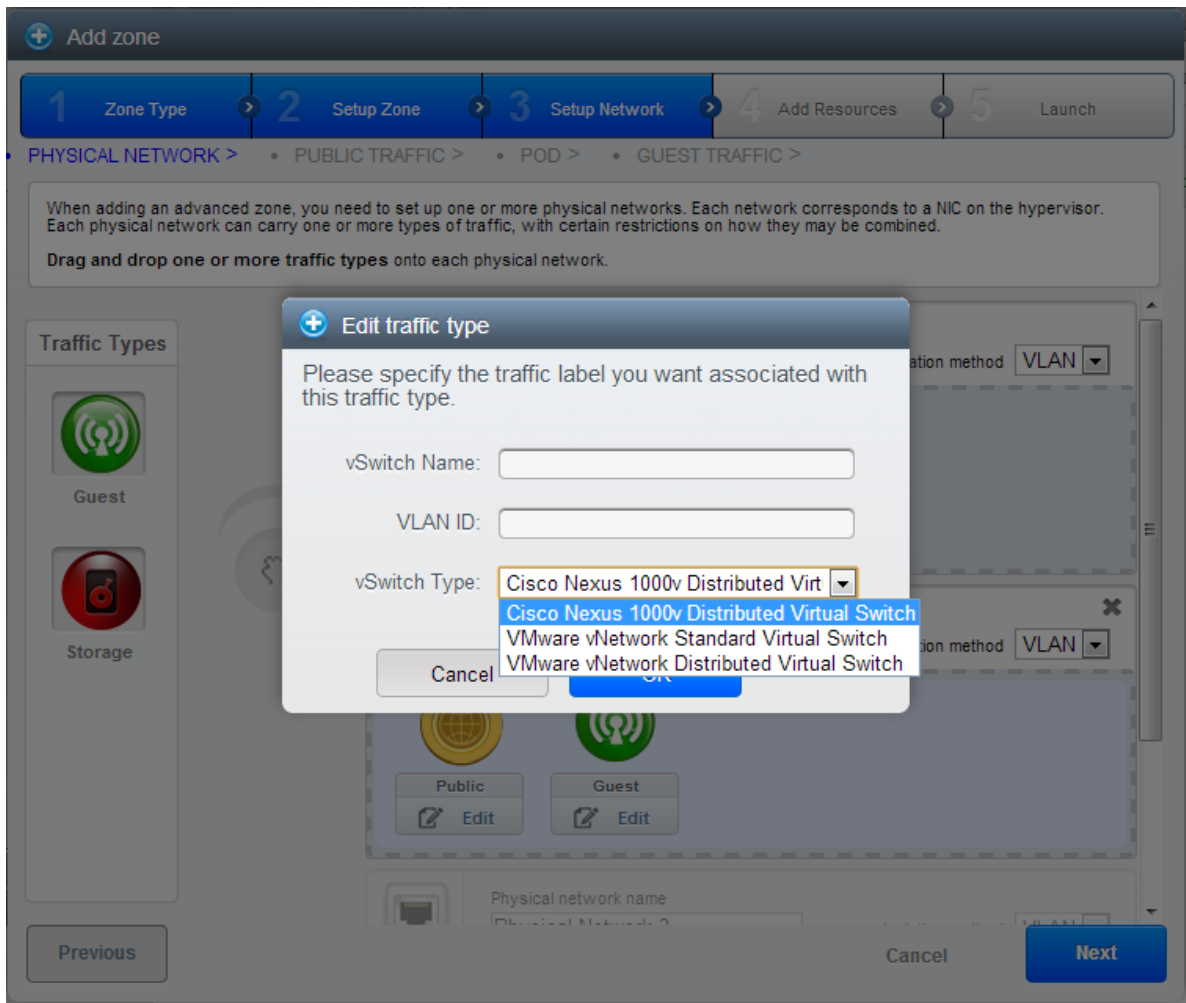 Add zone
1 Zone Type 2 Setup Zone 3 Setup Network 4 Add Resources 5 Launch
• PHYSICAL NETWORK > • PUBLIC TRAFFIC > • POD > • GUEST TRAFFIC >
When adding an advanced zone, you need to set up one or more physical networks. Each network corresponds to a NIC on the hypervisor.
Each physical network can carry one or more types of traffic, with certain restrictions on how they may be combined.
Drag and drop one or more traffic types onto each physical network.
Traffic Types
Guest
Storage
Edit traffic type
Please specify the traffic label you want associated with
this traffic type.
vSwitch Name:
VLAN ID:
vSwitch Type: Cisco Nexus 1000v Distributed Virt
Cisco Nexus 1000v Distributed Virtual Switch
VMware vNetwork Standard Virtual Switch
VMware vNetwork Distributed Virtual Switch
Cancel OK
method VLAN
method VLAN
Public Guest
Edit Edit
Physical network name
Physical Network
VLAN
Previous Cancel Next